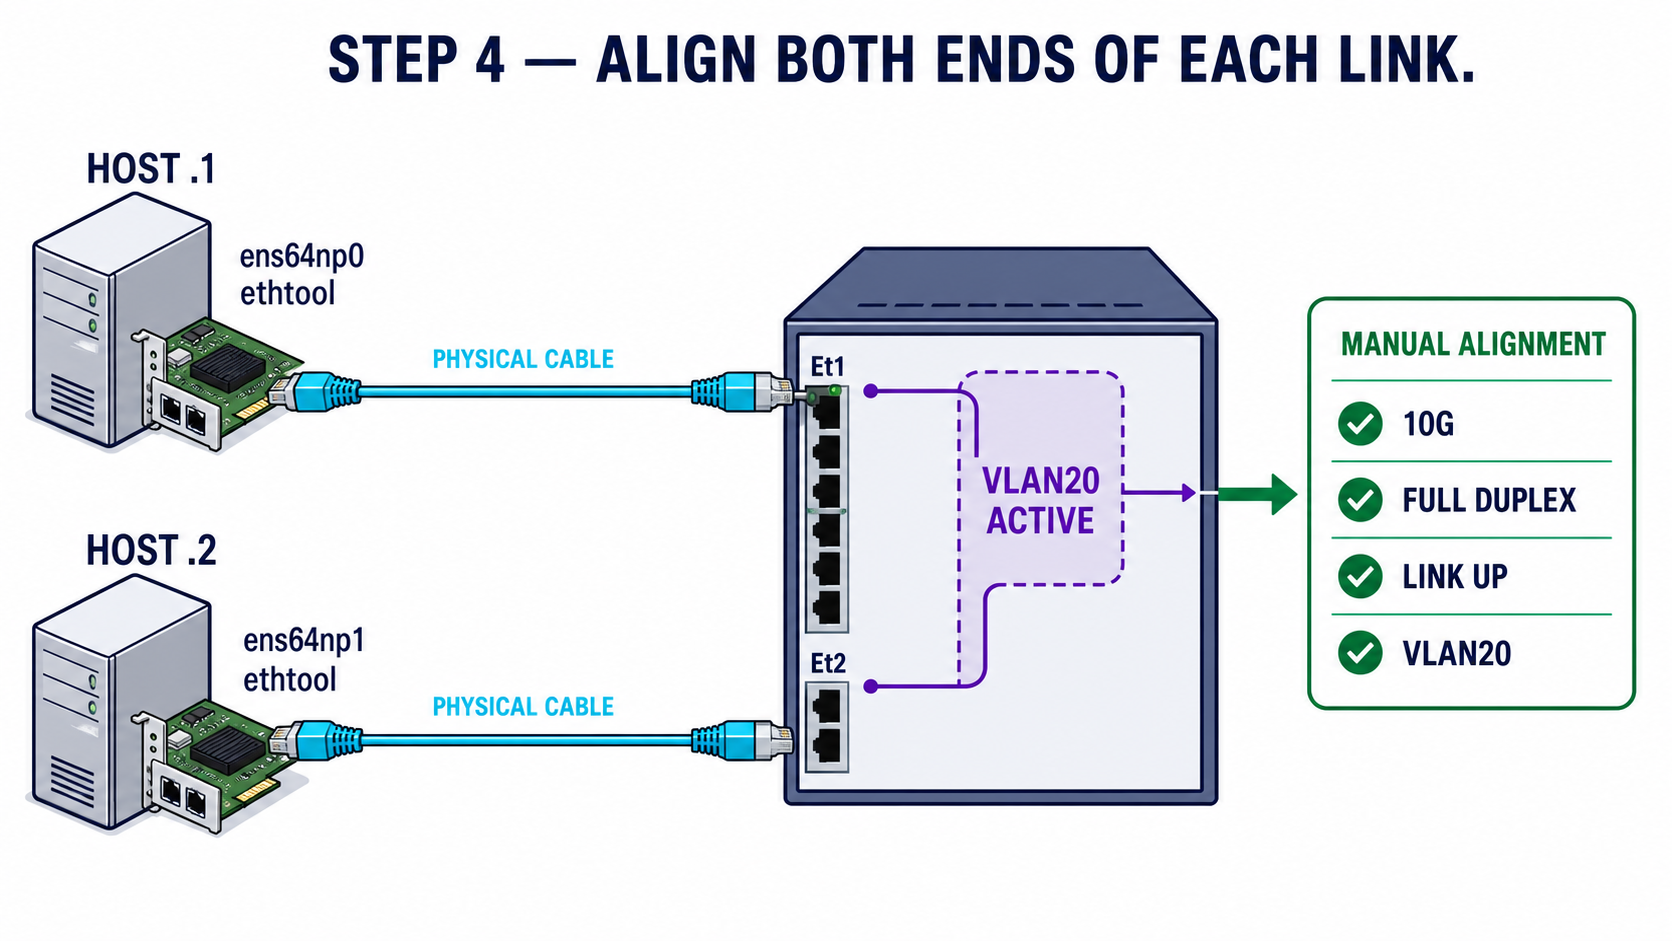 STEP 4 — ALIGN BOTH ENDS OF EACH LINK.
HOST .1
ens64np0
ethtool
PHYSICAL CABLE
Et1
VLAN20
ACTIVE
MANUAL ALIGNMENT
10G
FULL DUPLEX
LINK UP
VLAN20
HOST .2
ens64np1
ethtool
PHYSICAL CABLE
Et2